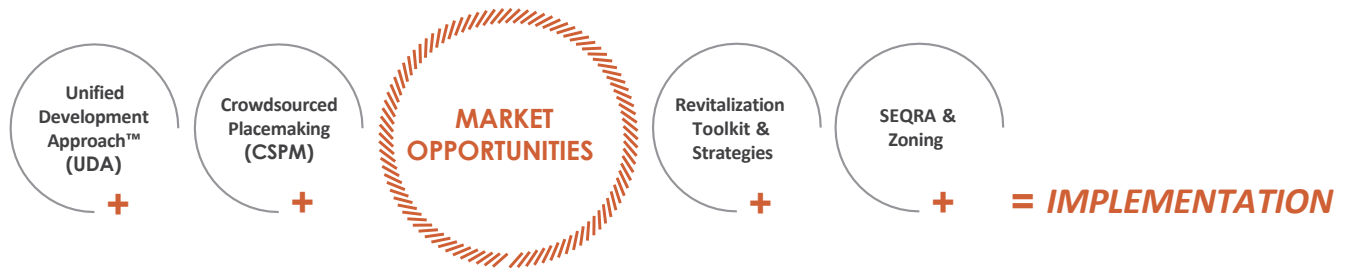 Unified
Development
Approach™
(UDA)
+
Crowdsourced
Placemaking
(CSPM)
+
MARKET
OPPORTUNITIES
Revitalization
Toolkit &
Strategies
+
SEQRA &
Zoning
+
= IMPLEMENTATION